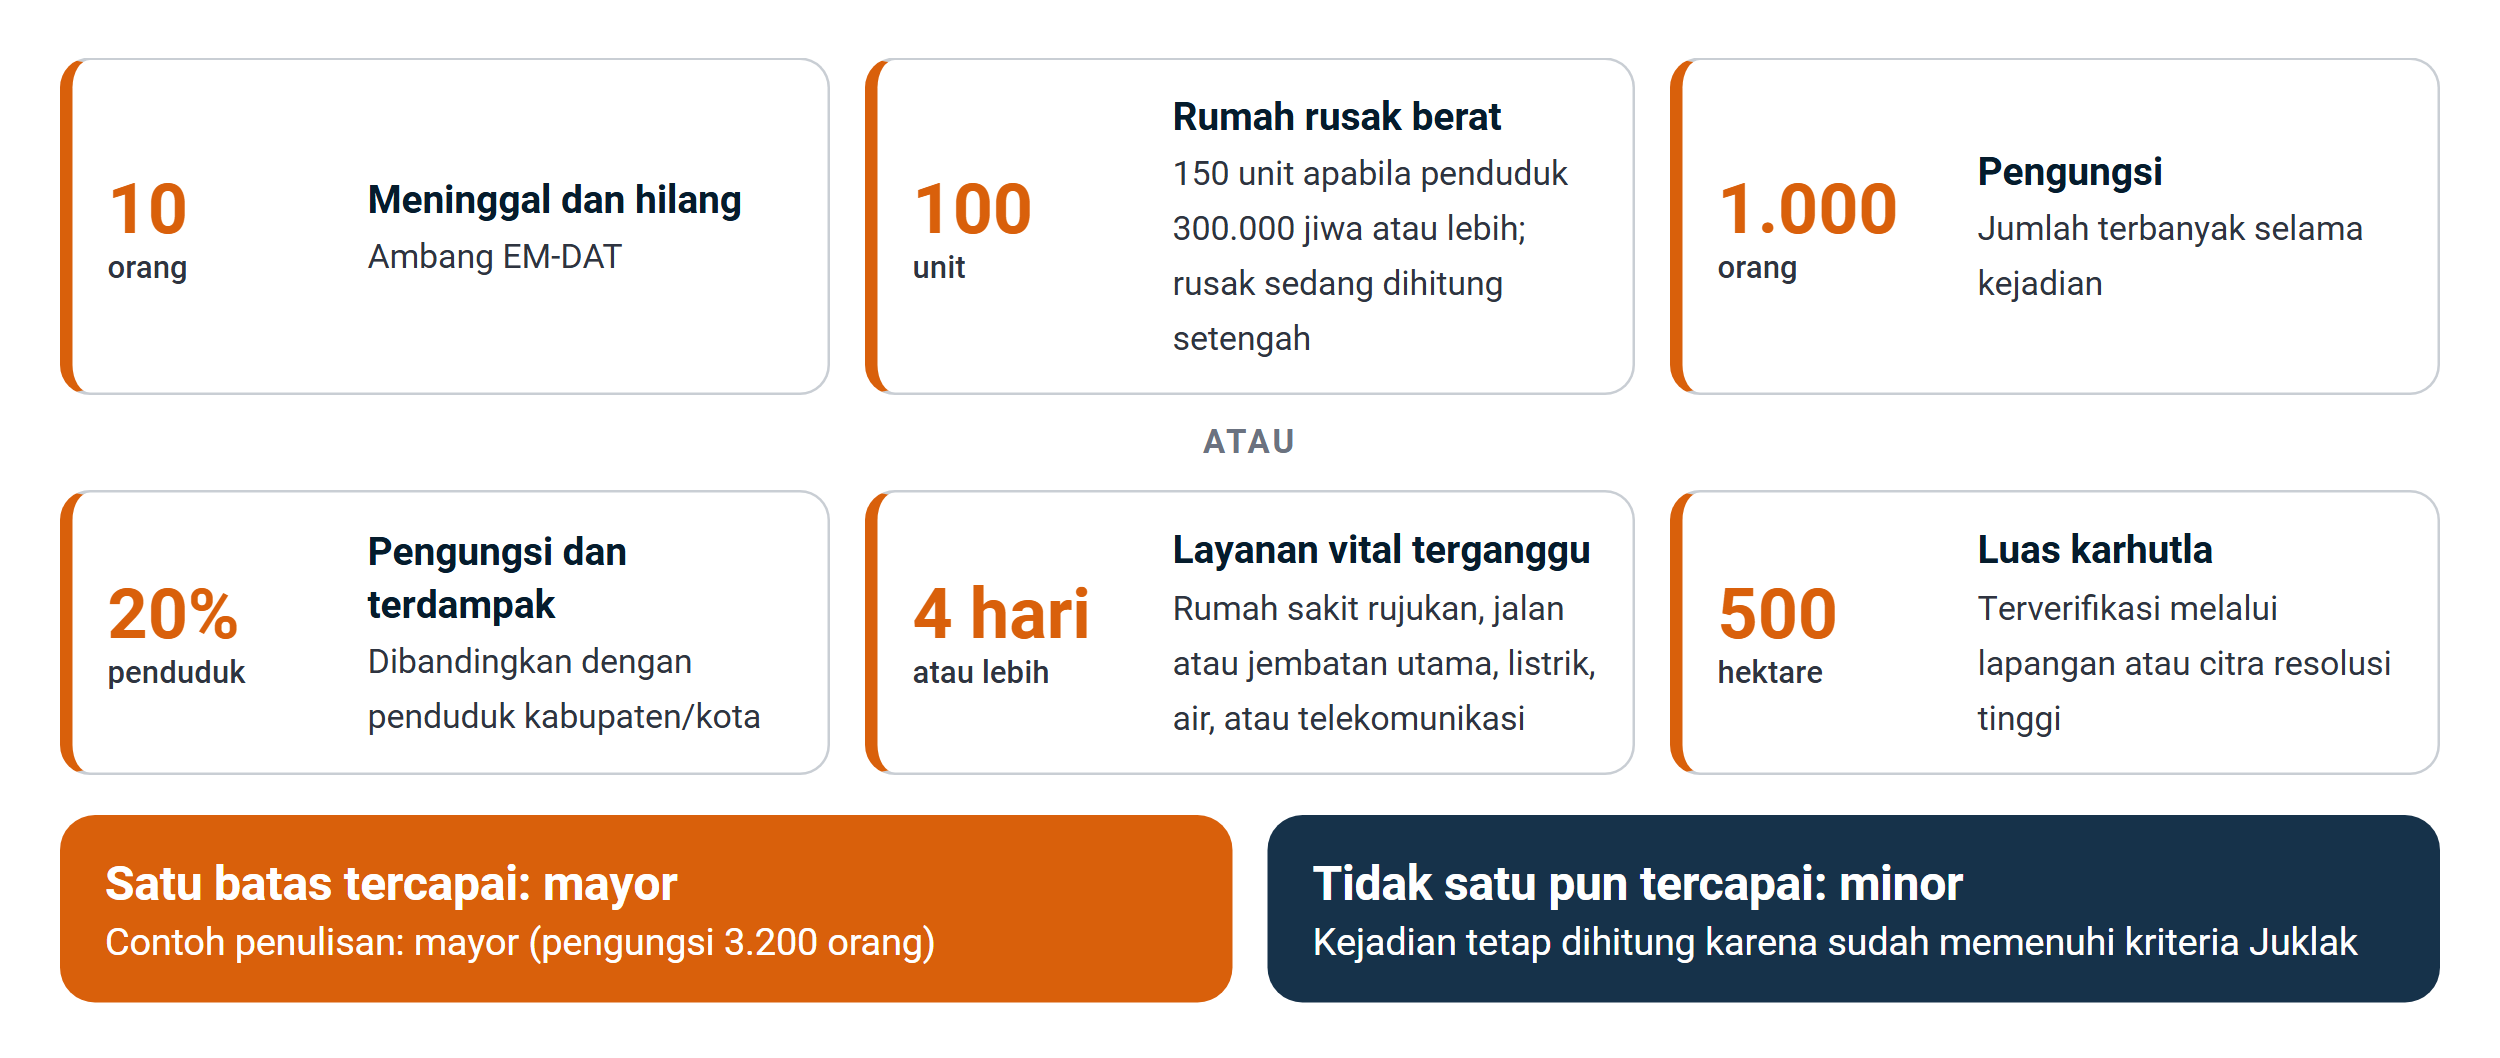 10
orang
Meninggal dan hilang
Ambang EM-DAT
100
unit
Rumah rusak berat
150 unit apabila penduduk
300.000 jiwa atau lebih;
rusak sedang dihitung
setengah
1.000
orang
Pengungsi
Jumlah terbanyak selama
kejadian
ATAU
20%
penduduk
Pengungsi dan
terdampak
Dibandingkan dengan
penduduk kabupaten/kota
4 hari
atau lebih
Layanan vital terganggu
Rumah sakit rujukan, jalan
atau jembatan utama, listrik,
air, atau telekomunikasi
500
hektare
Luas karhutla
Terverifikasi melalui
lapangan atau citra resolusi
tinggi
Satu batas tercapai: mayor
Contoh penulisan: mayor (pengungsi 3.200 orang)
Tidak satu pun tercapai: minor
Kejadian tetap dihitung karena sudah memenuhi kriteria Juklak